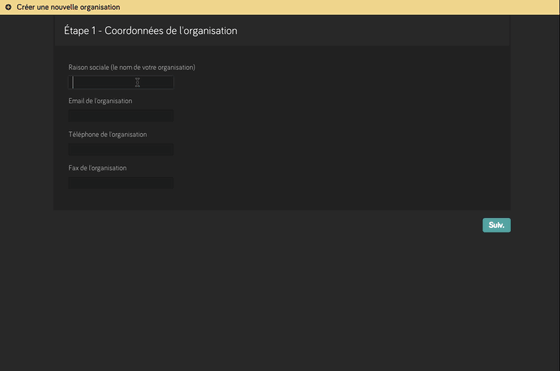 Créer une nouvelle organisation
Étape 1 - Coordonnées de l'organisation
Raison sociale (le nom de votre organisation)
Email de l'organisation
Téléphone de l'organisation
Fax de l'organisation
Suiv.